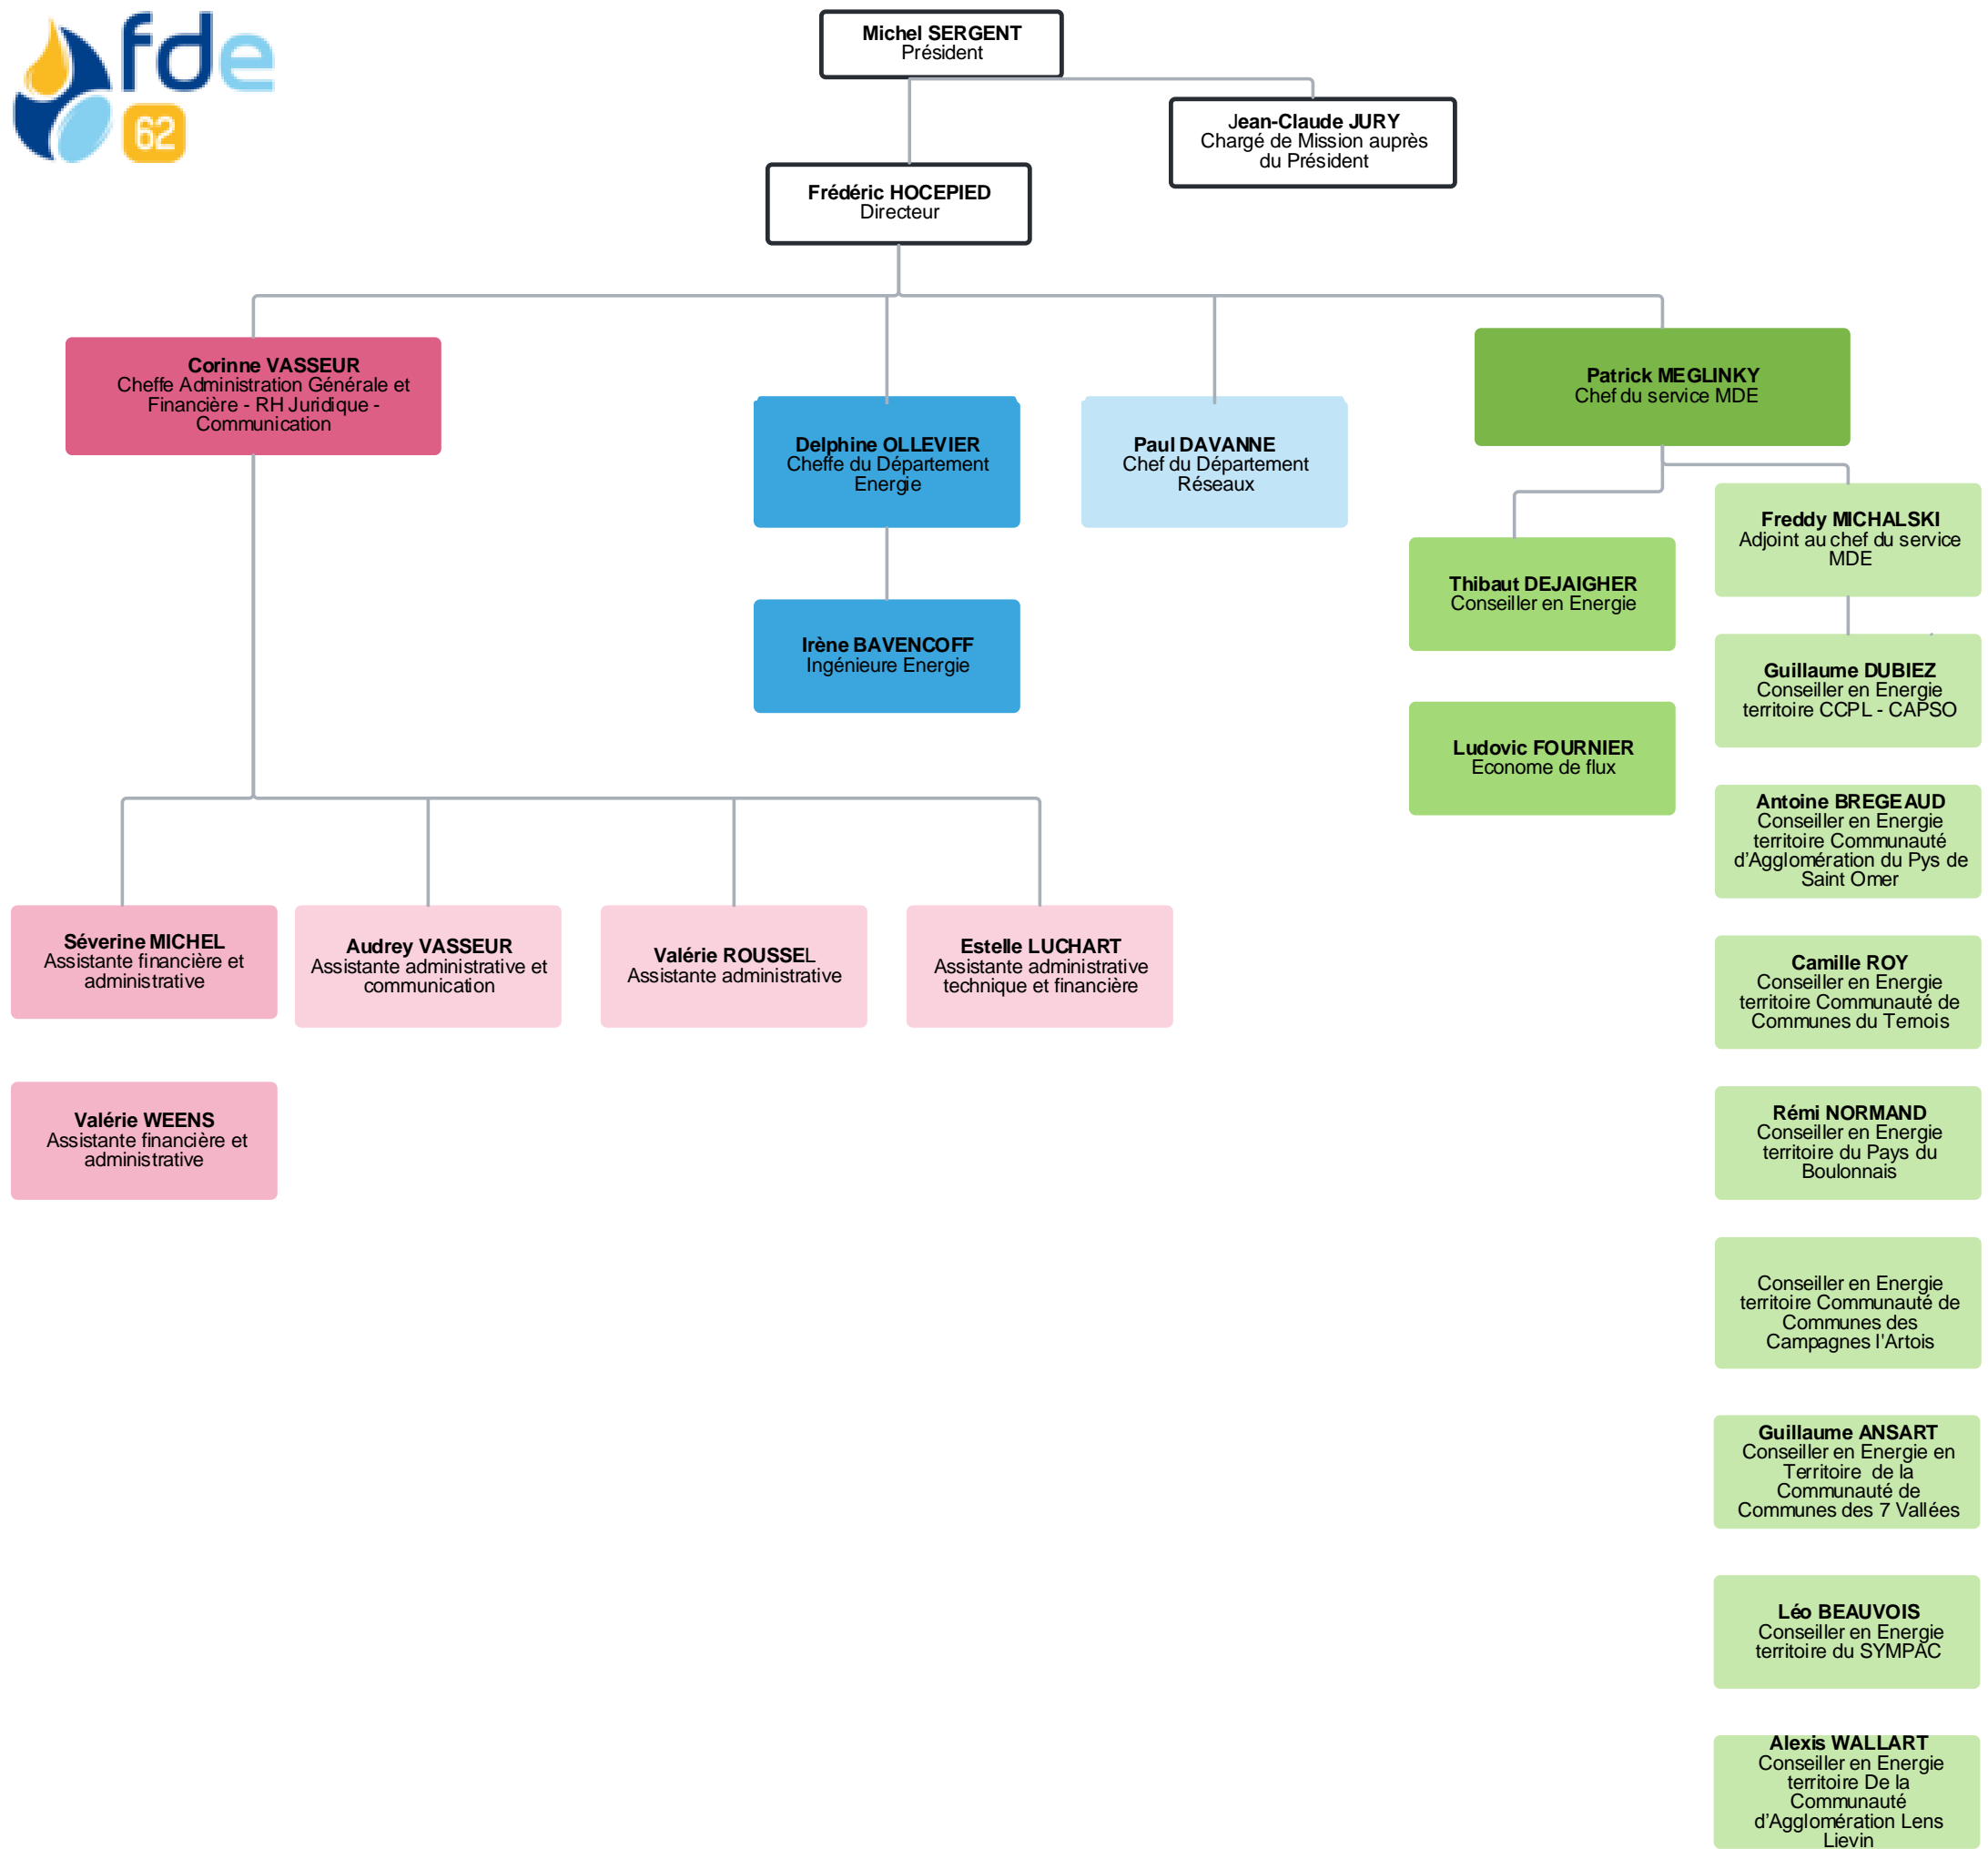 fde
62
Michel SERGENT
Président
Jean-Claude JURY
Chargé de Mission auprès
du Président
Frédéric HOCEPIED
Directeur
Corinne VASSEUR
Cheffe Administration Générale et
Financière - RH Juridique -
Communication
Delphine OLLEVIER
Cheffe du Département
Energie
Paul DAVANNE
Chef du Département
Réseaux
Patrick MEGLINKY
Chef du service MDE
Irène BAVENCOFF
Ingénieure Energie
Thibaut DEJAIGHER
Conseiller en Energie
Ludovic FOURNIER
Econome de flux
Freddy MICHALSKI
Adjoint au chef du service
MDE
Guillaume DUBIEZ
Conseiller en Energie
territoire CCPL - CAPSO
Antoine BREGEAUD
Conseiller en Energie
territoire Communauté
d'Agglomération du Pys de
Saint Omer
Camille ROY
Conseiller en Energie
territoire Communauté de
Communes du Ternois
Rémi NORMAND
Conseiller en Energie
territoire du Pays du
Boulonnais
Conseiller en Energie
territoire Communauté de
Communes des
Campagnes l'Artois
Guillaume ANSART
Conseiller en Energie en
Territoire de la
Communauté de
Communes des 7 Vallées
Léo BEAUVOIS
Conseiller en Energie
territoire du SYMPAC
Alexis WALLART
Conseiller en Energie
territoire De la
Communauté
d'Agglomération Lens
Lievin
Séverine MICHEL
Assistante financière et
administrative
Audrey VASSEUR
Assistante administrative et
communication
Valérie ROUSSEL
Assistante administrative
Estelle LUCHART
Assistante administrative
technique et financière
Valérie WEENS
Assistante financière et
administrative